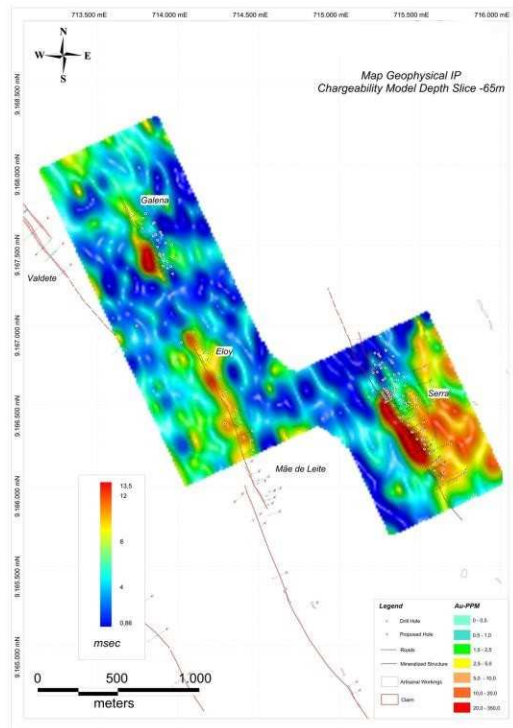 713.500 mE
714.000 mE
714.500 mE
715.000 mE
715.500 mE
716.000 mE
N
W E
S
Map Geophysical IP
Chargeability Model Depth Slice -65m
9.168.500 mN
9.168.000 mN
9.167.500 mN
9.167.000 mN
9.166.500 mN
9.166.000 mN
9.165.500 mN
9.165.000 mN
Galena
Valdete
Eloy
Serra
Mãe de Leite
13,5
12
8
4
0,86
msec
0 500 1.000
meters
Legend
Drill Hole
Proposed Hole
Roads
Mineralized Structure
Artisanal Workings
Claim
Au-PPM
0 - 0,5
0,5 - 1,0
1,0 - 2,5
2,5 - 5,0
5,0 - 10,0
10,0 - 20,0
20,0 - 350,0